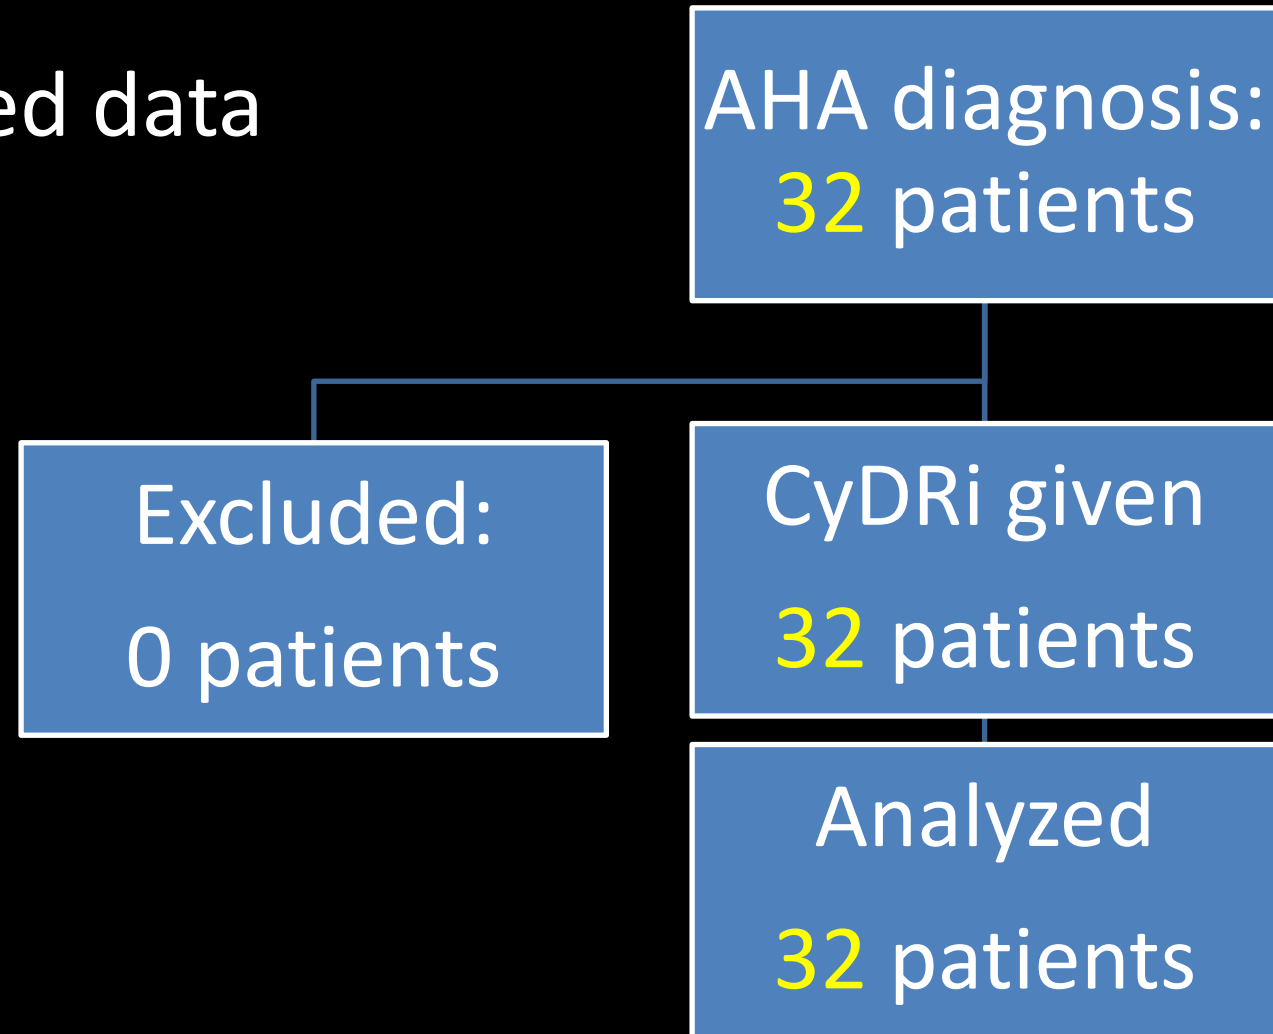 ed data
AHA diagnosis:
32 patients
Excluded:
0 patients
CyDRi given
32 patients
Analyzed
32 patients